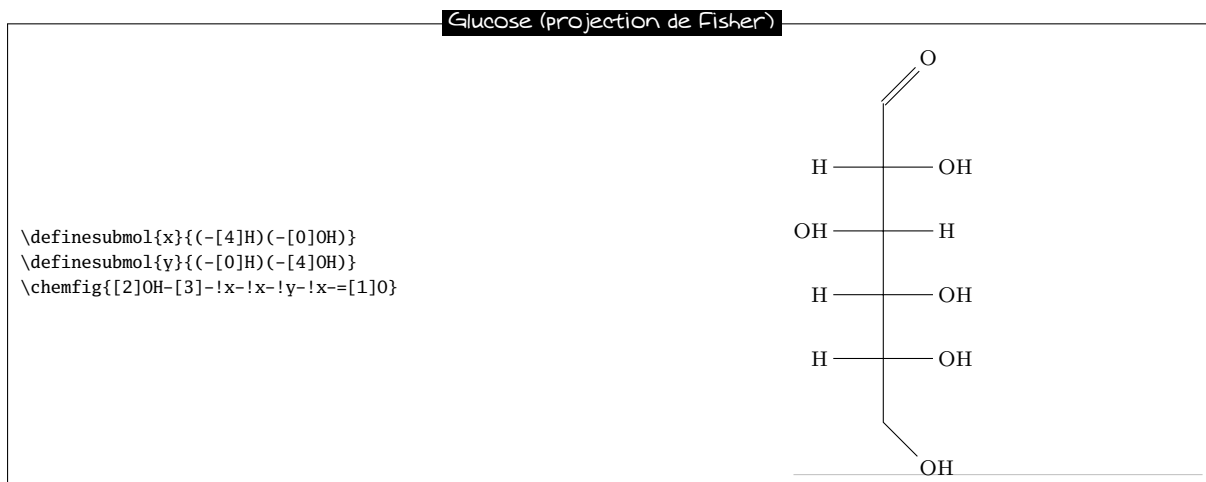 Glucose (projection de Fisher)
\definesubmol{x}{(-[4]H)(-[0]OH)}
\definesubmol{y}{(-[0]H)(-[4]OH)}
\chemfig{[2]OH-[3]-!x-!x-!y-!x-=[1]O}
O
H OH
OH H
H OH
H OH
OH